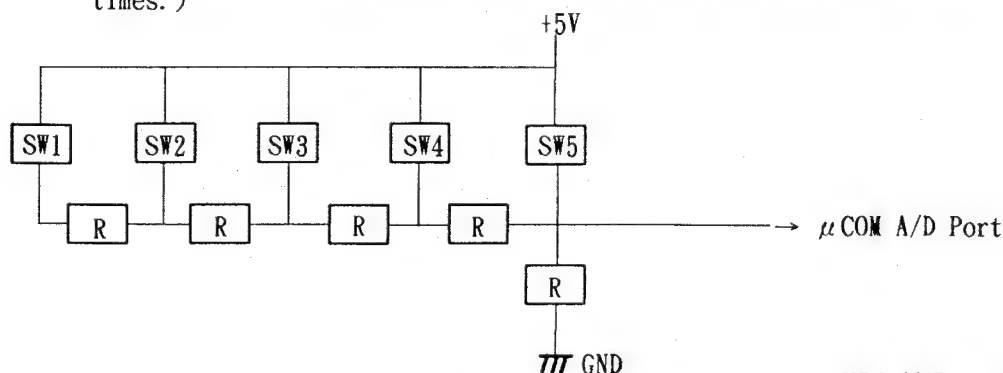 times.)
+5V
SW1 SW2 SW3 SW4 SW5
R R R R
μCOM A/D Port
R
GND